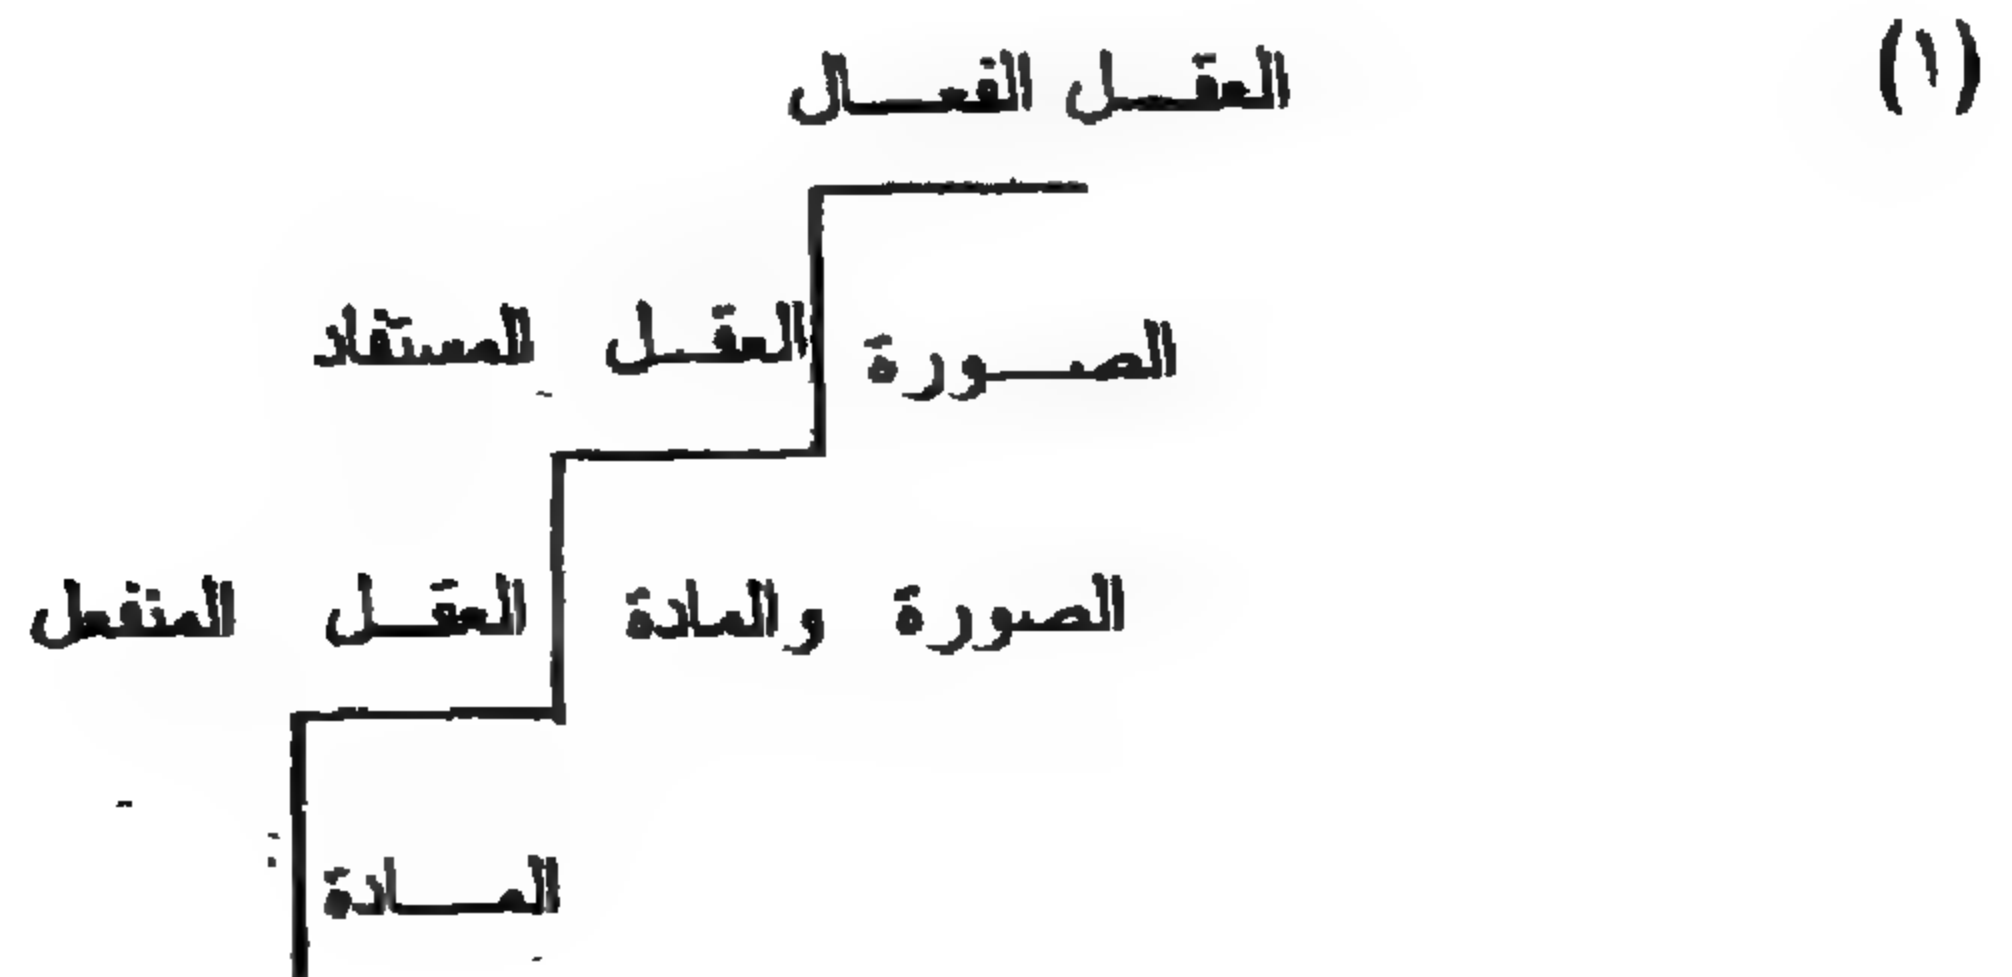 (١)
العقل الفعال
العقل المستفاد
الصورة
العقل المنفعل
الصورة والمادة
المادة